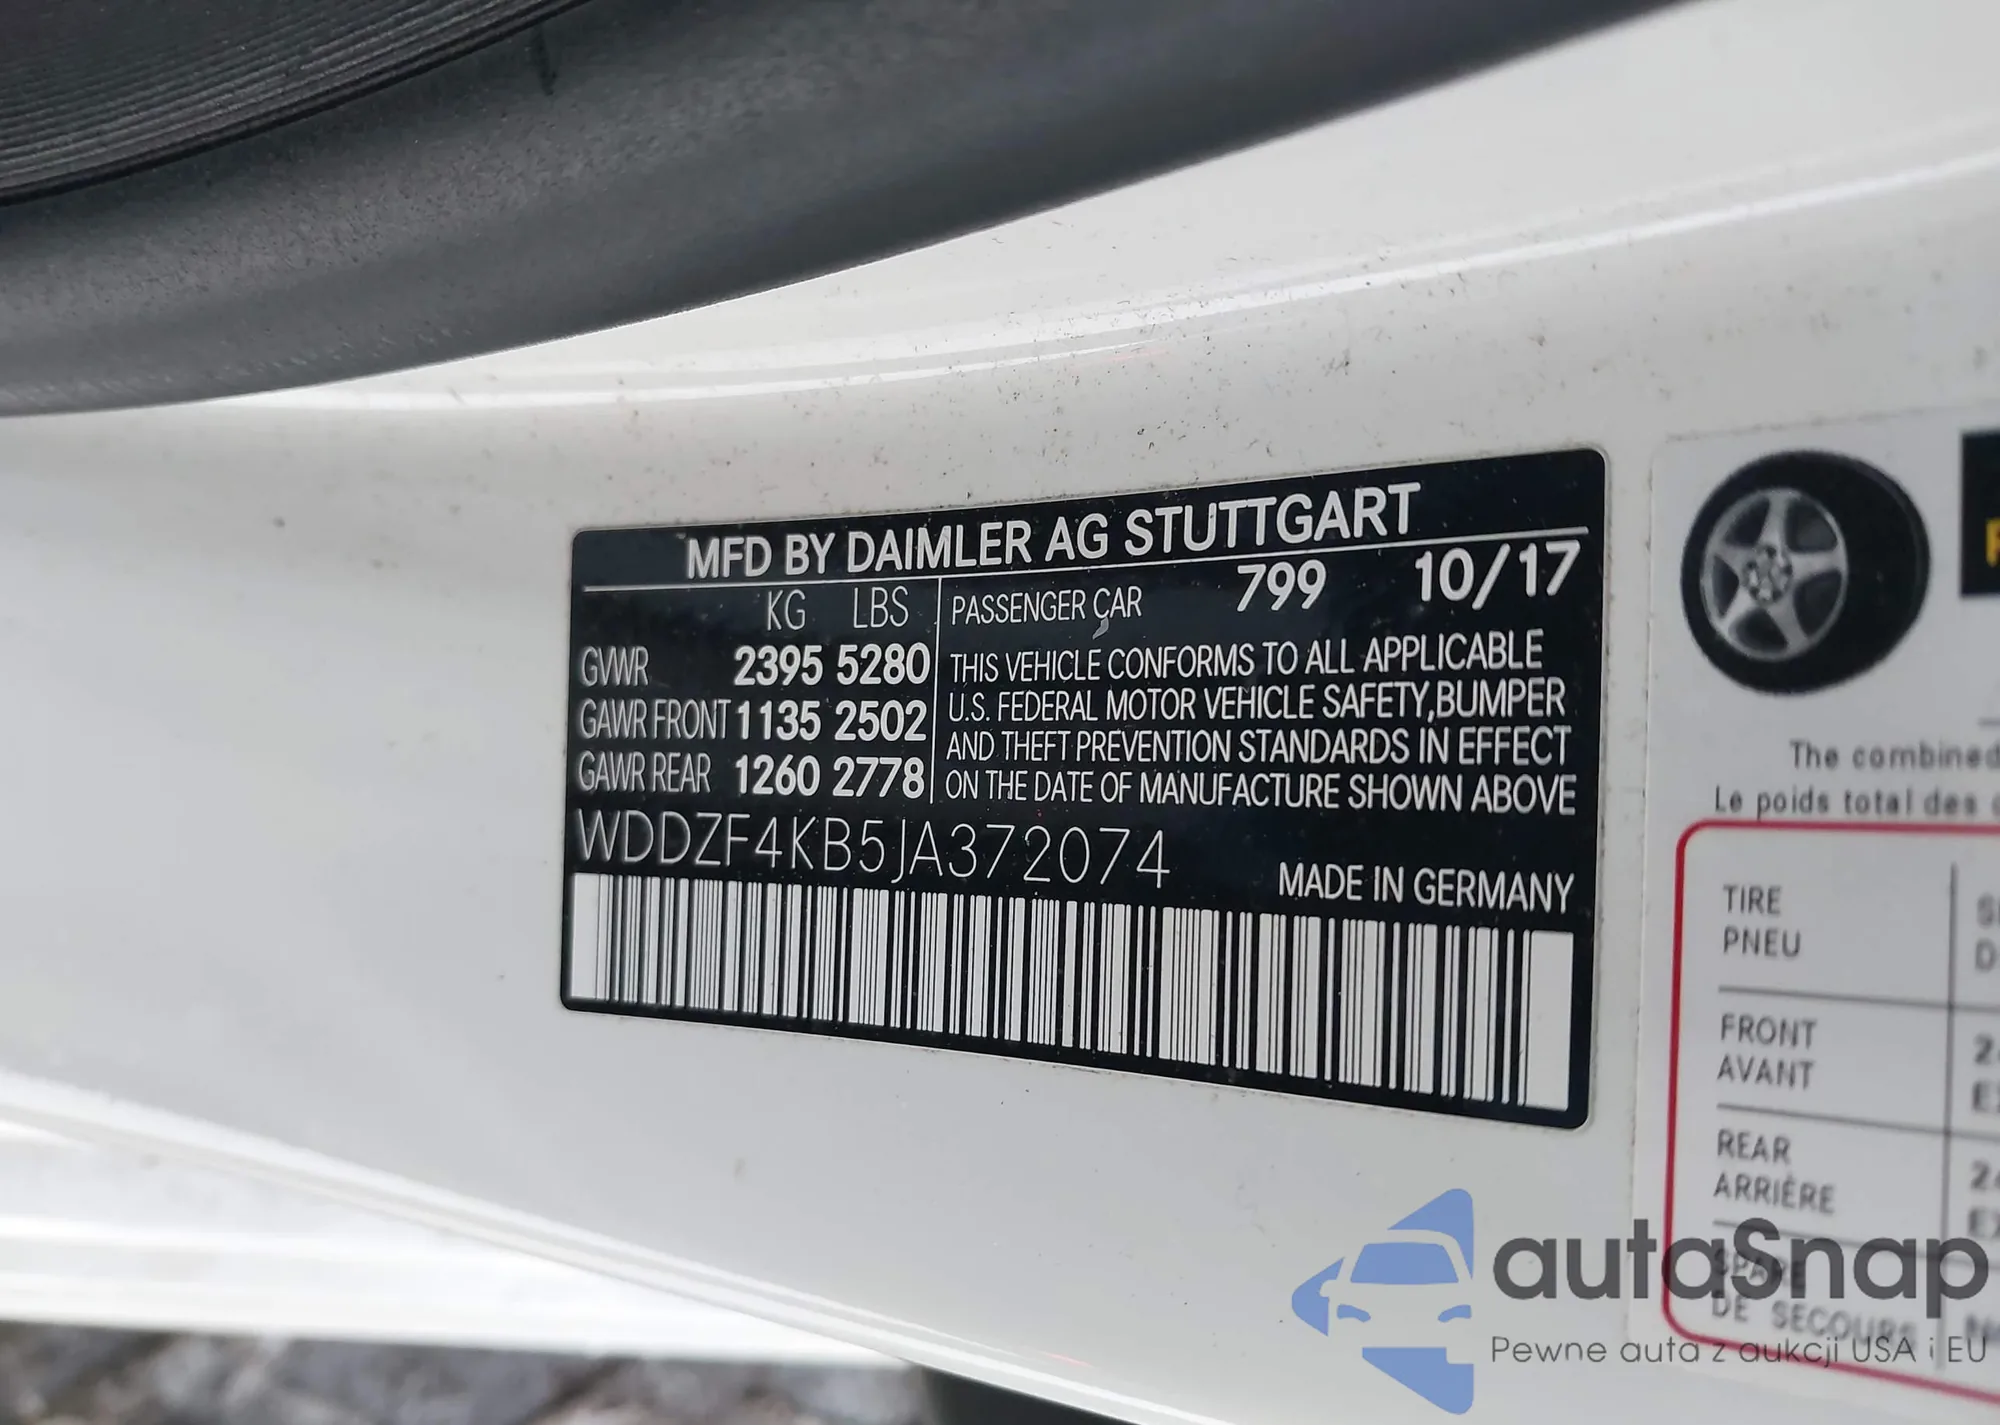 MFD BY DAIMLER AG STUTTGART
KG LBS
GVWR 2395 5280
GAWR FRONT 1135 2502
GAWR REAR 1260 2778
PASSENGER CAR 799 10/17
THIS VEHICLE CONFORMS TO ALL APPLICABLE
U.S. FEDERAL MOTOR VEHICLE SAFETY,BUMPER
AND THEFT PREVENTION STANDARDS IN EFFECT
ON THE DATE OF MANUFACTURE SHOWN ABOVE
WDDZF4KB5JA372074
MADE IN GERMANY
The combined
Le poids total des
TIRE
PNEU
FRONT
AVANT
REAR
ARRIÈRE
SPARE
DE SECOURS
autoSnap
Pewne auta z aukcji USA i EU